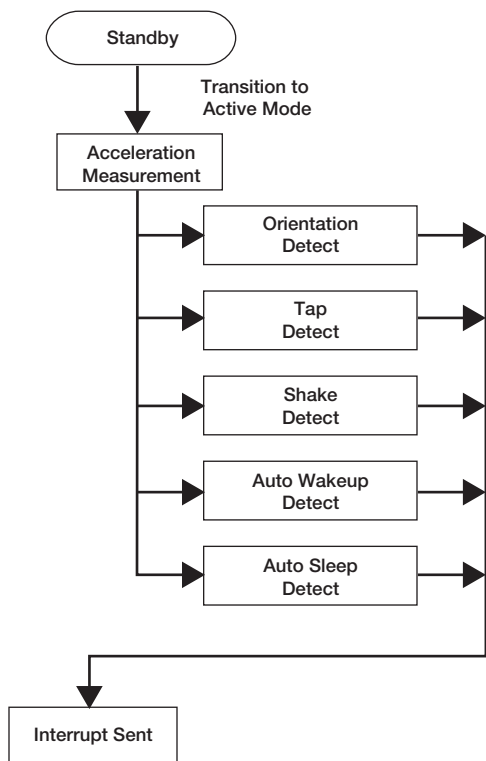 Standby
Transition to
Active Mode
Acceleration
Measurement
Orientation
Detect
Tap
Detect
Shake
Detect
Auto Wakeup
Detect
Auto Sleep
Detect
Interrupt Sent